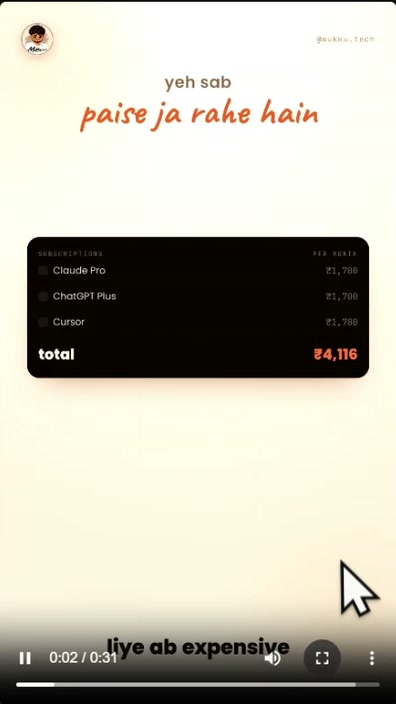 @mukku.tech
yeh sab
paise ja rahe hain
SUBSCRIPTIONS PER MONTH
Claude Pro ₹1,700
ChatGPT Plus ₹1,700
Cursor ₹1,700
total ₹4,116
liye ab expensive
0:02 / 0:31